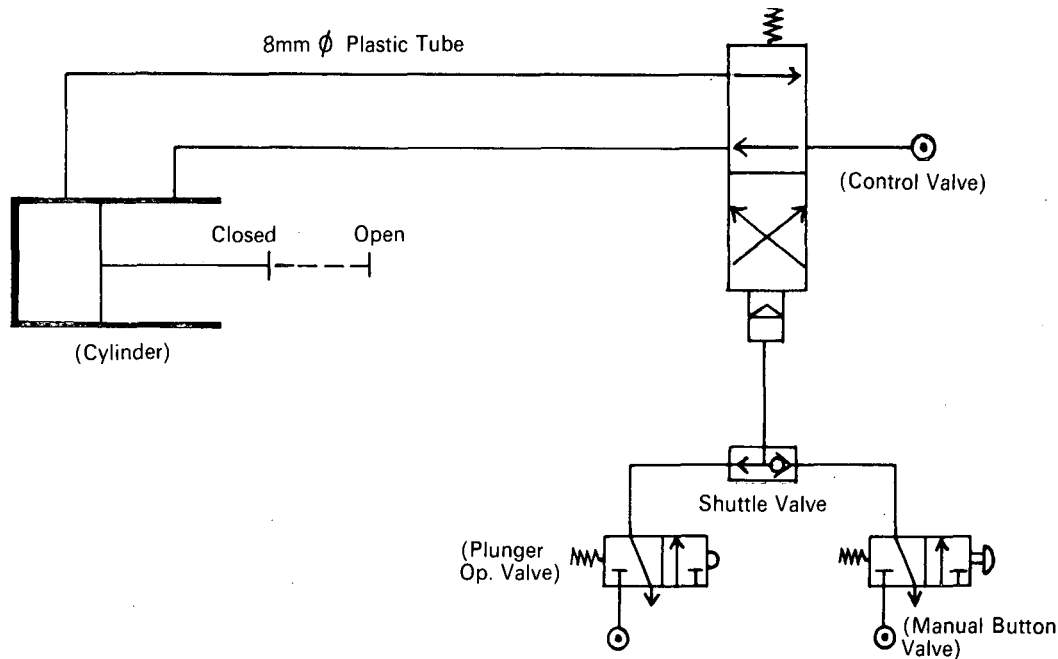 8mm ϕ Plastic Tube
(Control Valve)
Closed Open
(Cylinder)
Shuttle Valve
(Plunger
Op. Valve)
(Manual Button
Valve)